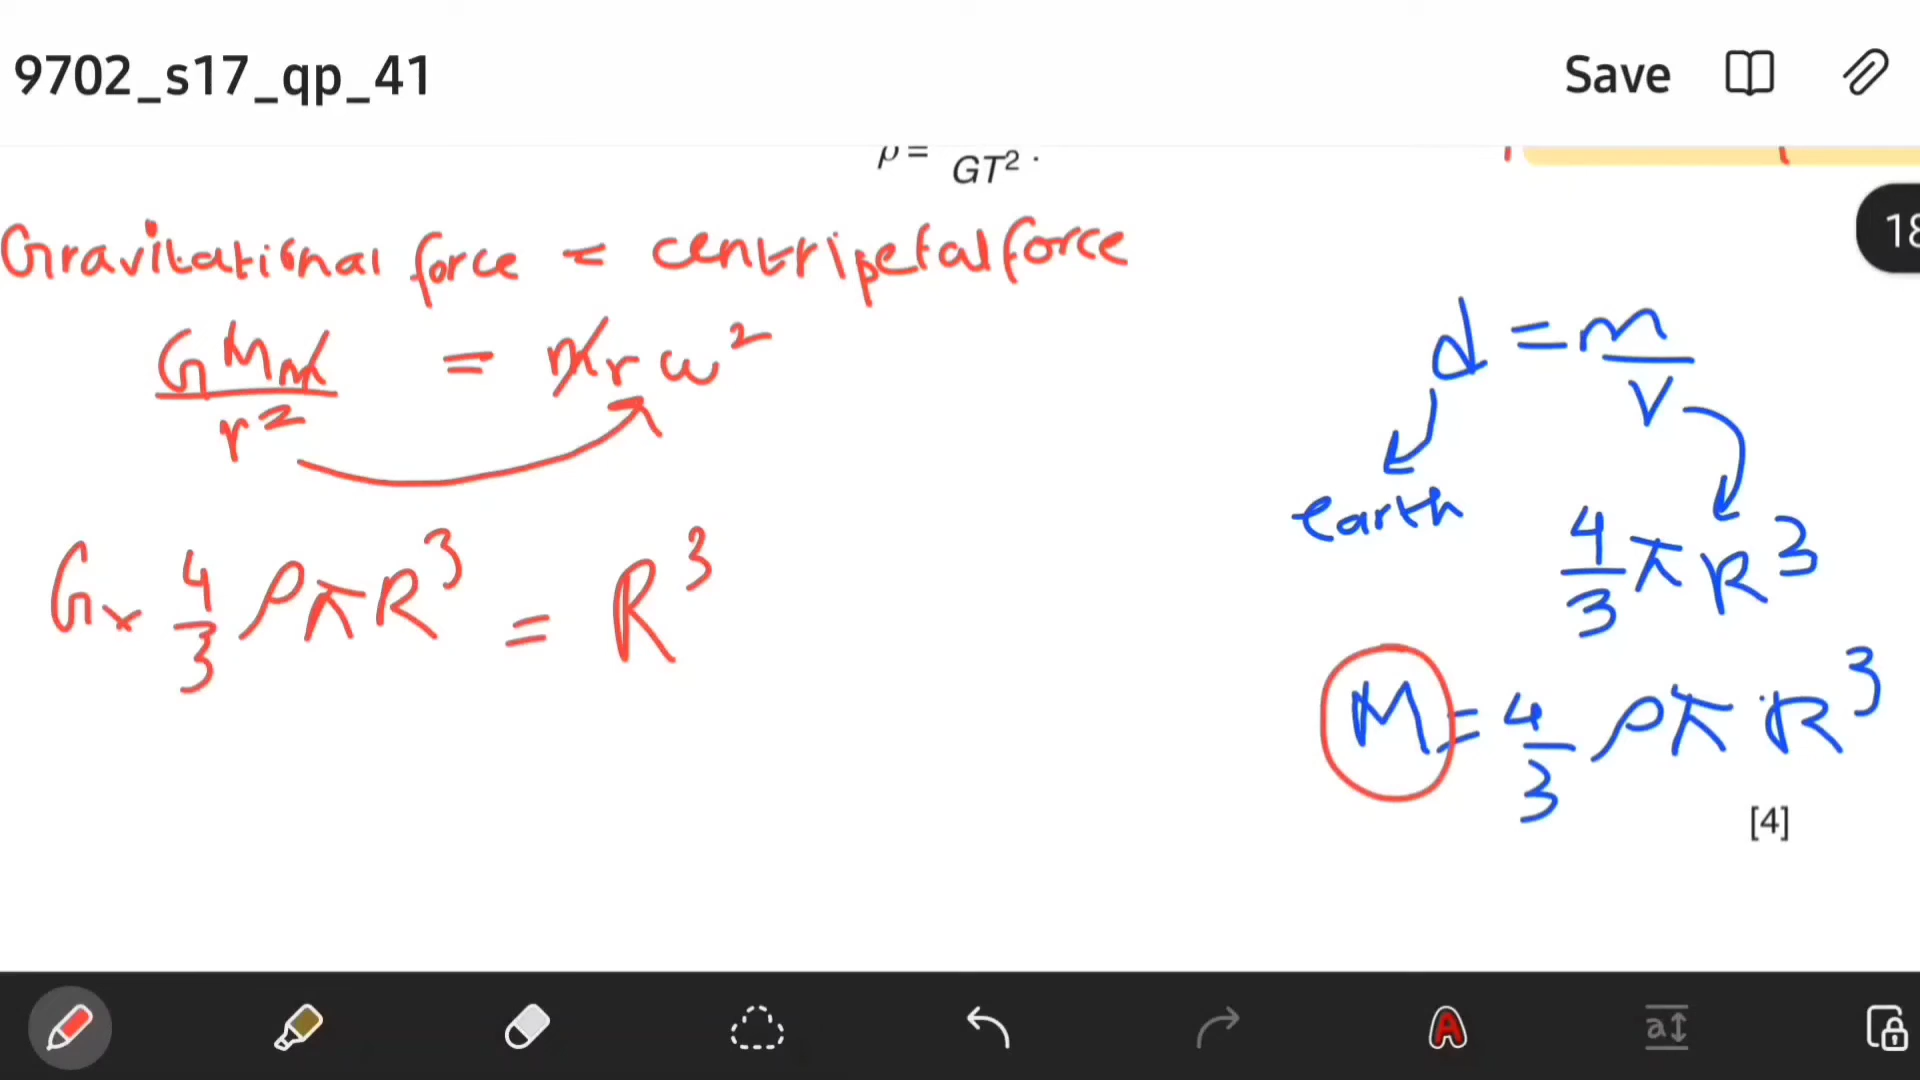 9702_s17_qp_41
Save
ρ = GT² .
18
Gravitational force = centripetal force
GMm / r² = mrω²
d = m / v
earth
4/3 πR³
G × 4/3 ρπR³ = R³
M = 4/3 ρπR³
[4]
A
a